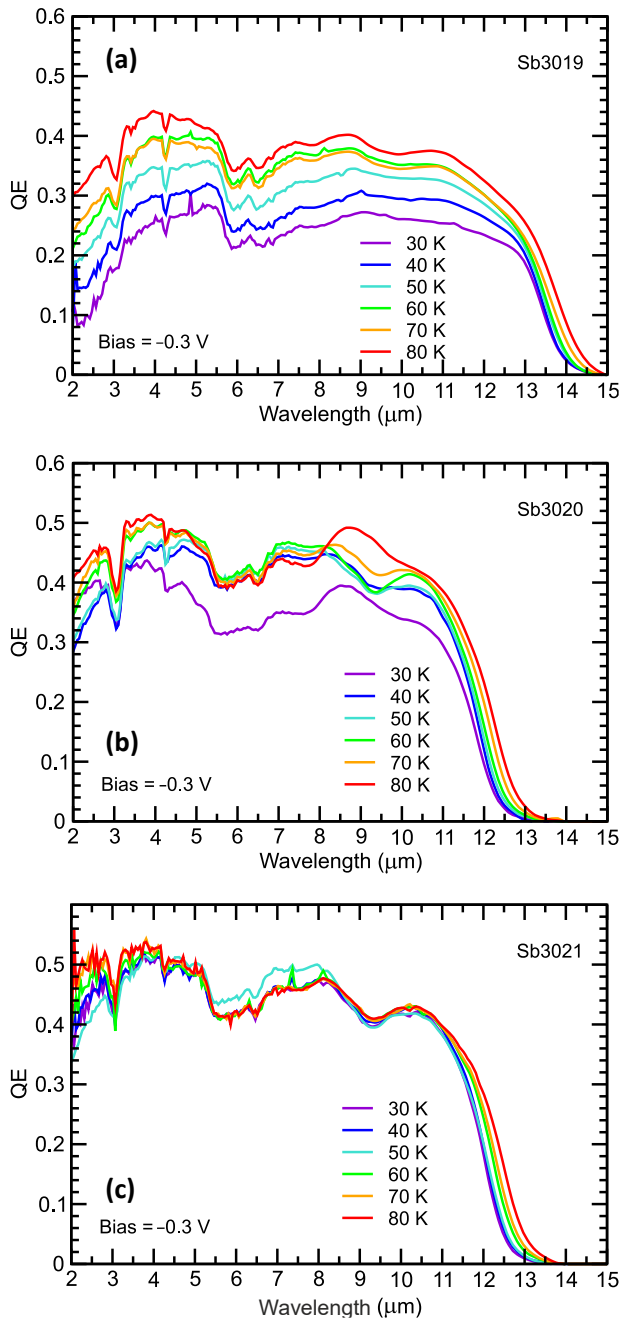 0.6
(a)
Sb3019
0.5
0.4
0.3
QE
0.2
30 K
40 K
50 K
60 K
70 K
80 K
0.1
Bias = –0.3 V
0
2 3 4 5 6 7 8 9 10 11 12 13 14 15
Wavelength (μm)
0.6
Sb3020
0.5
0.4
0.3
QE
0.2
30 K
40 K
50 K
60 K
70 K
80 K
(b)
0.1
Bias = –0.3 V
0
2 3 4 5 6 7 8 9 10 11 12 13 14 15
Wavelength (μm)
Sb3021
0.5
0.4
0.3
QE
0.2
30 K
40 K
50 K
60 K
70 K
80 K
(c)
0.1
Bias = –0.3 V
0
2 3 4 5 6 7 8 9 10 11 12 13 14 15
Wavelength (μm)